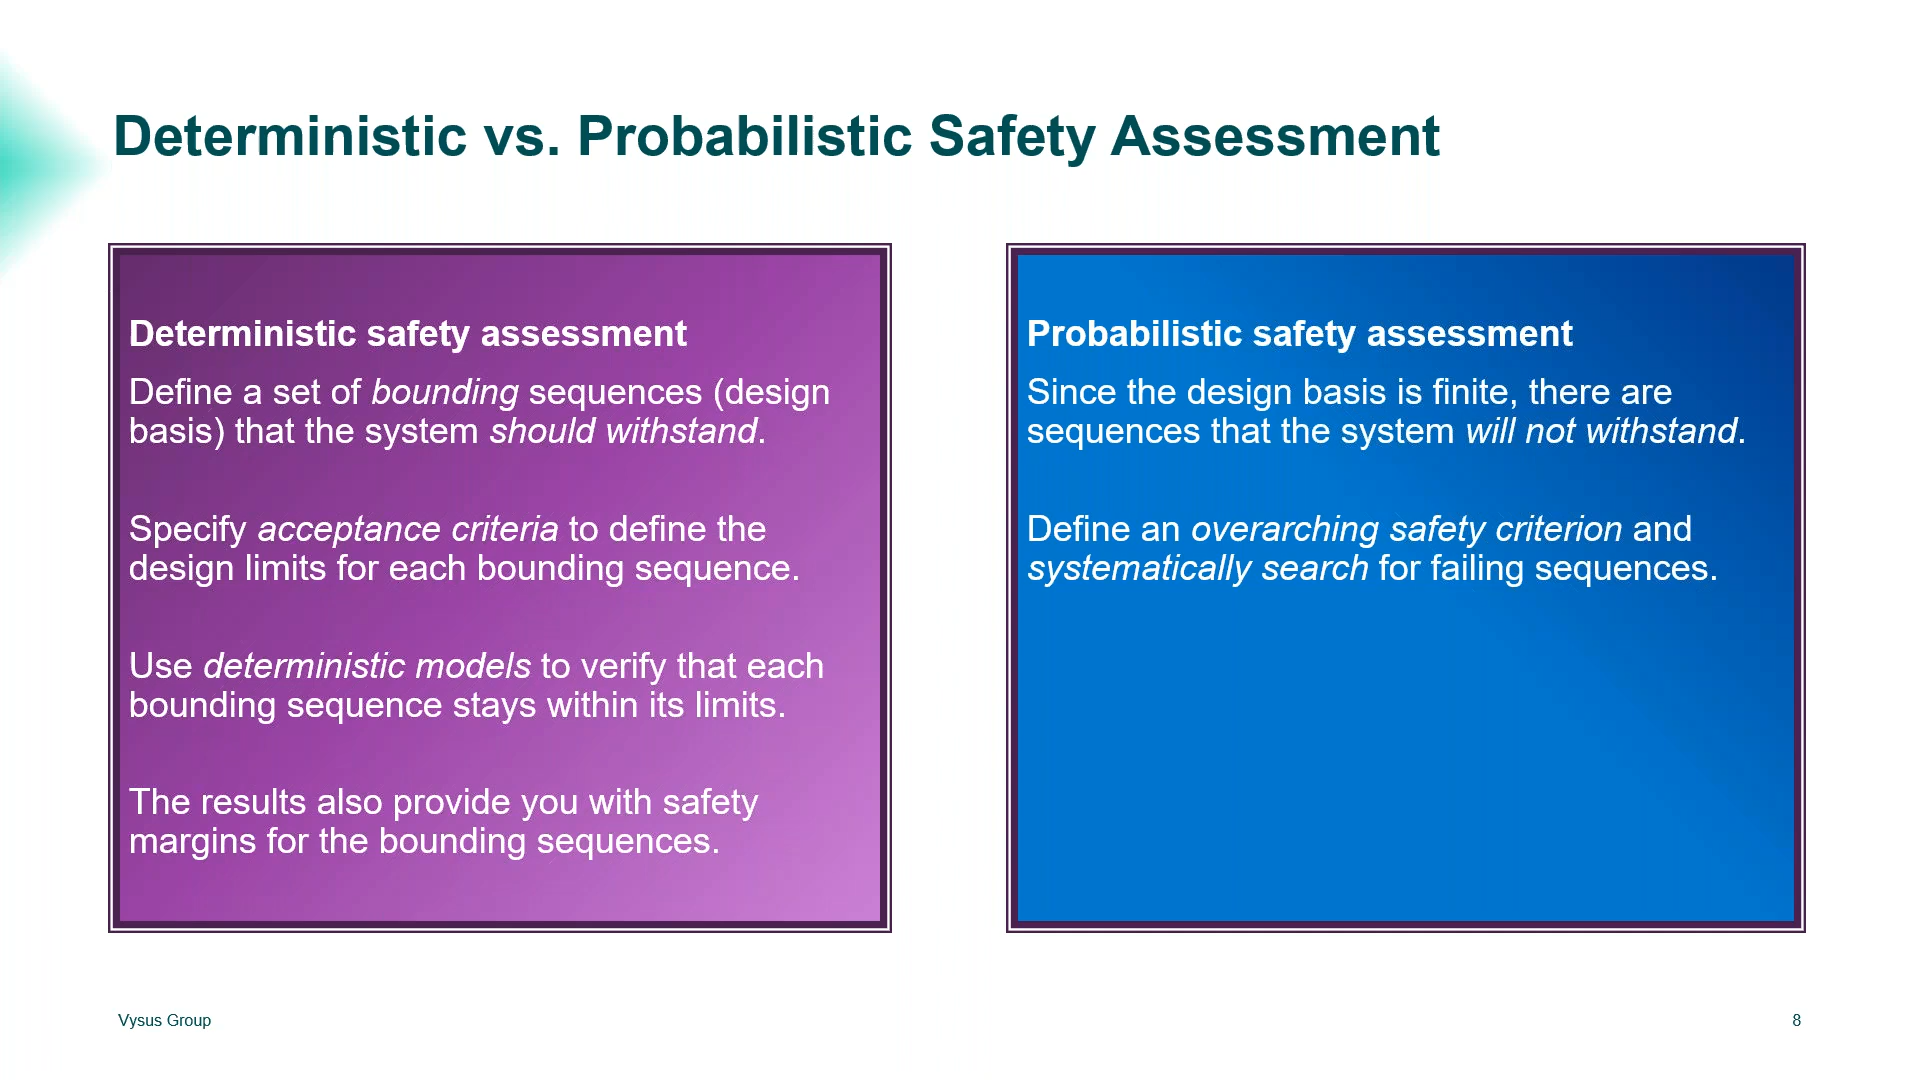 Deterministic vs. Probabilistic Safety Assessment
Deterministic safety assessment
Define a set of bounding sequences (design
basis) that the system should withstand.
Specify acceptance criteria to define the
design limits for each bounding sequence.
Use deterministic models to verify that each
bounding sequence stays within its limits.
The results also provide you with safety
margins for the bounding sequences.
Probabilistic safety assessment
Since the design basis is finite, there are
sequences that the system will not withstand.
Define an overarching safety criterion and
systematically search for failing sequences.
Vysus Group
8